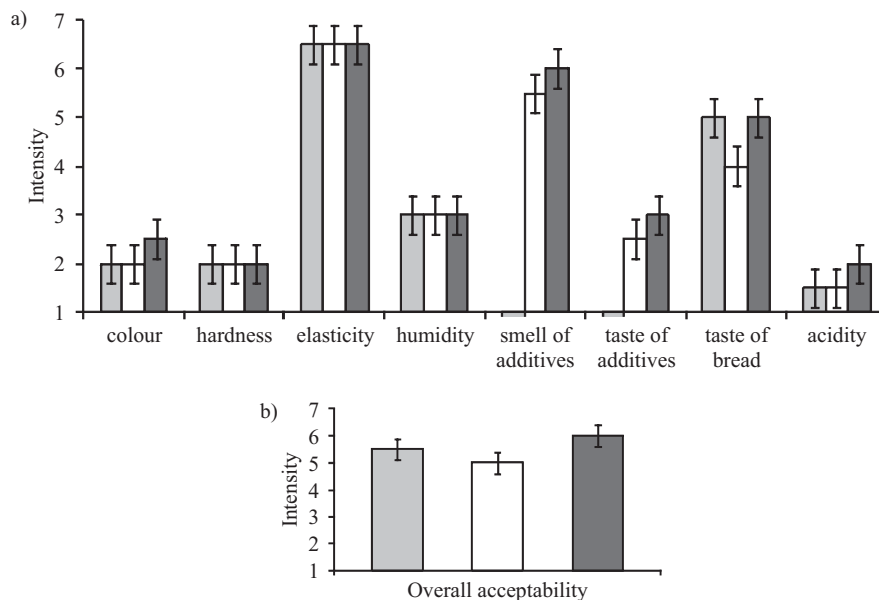 a)
7
6
5
4
3
2
1
Intensity
colour hardness elasticity humidity smell of additives taste of additives taste of bread acidity
b)
7
6
5
4
3
2
1
Intensity
Overall acceptability